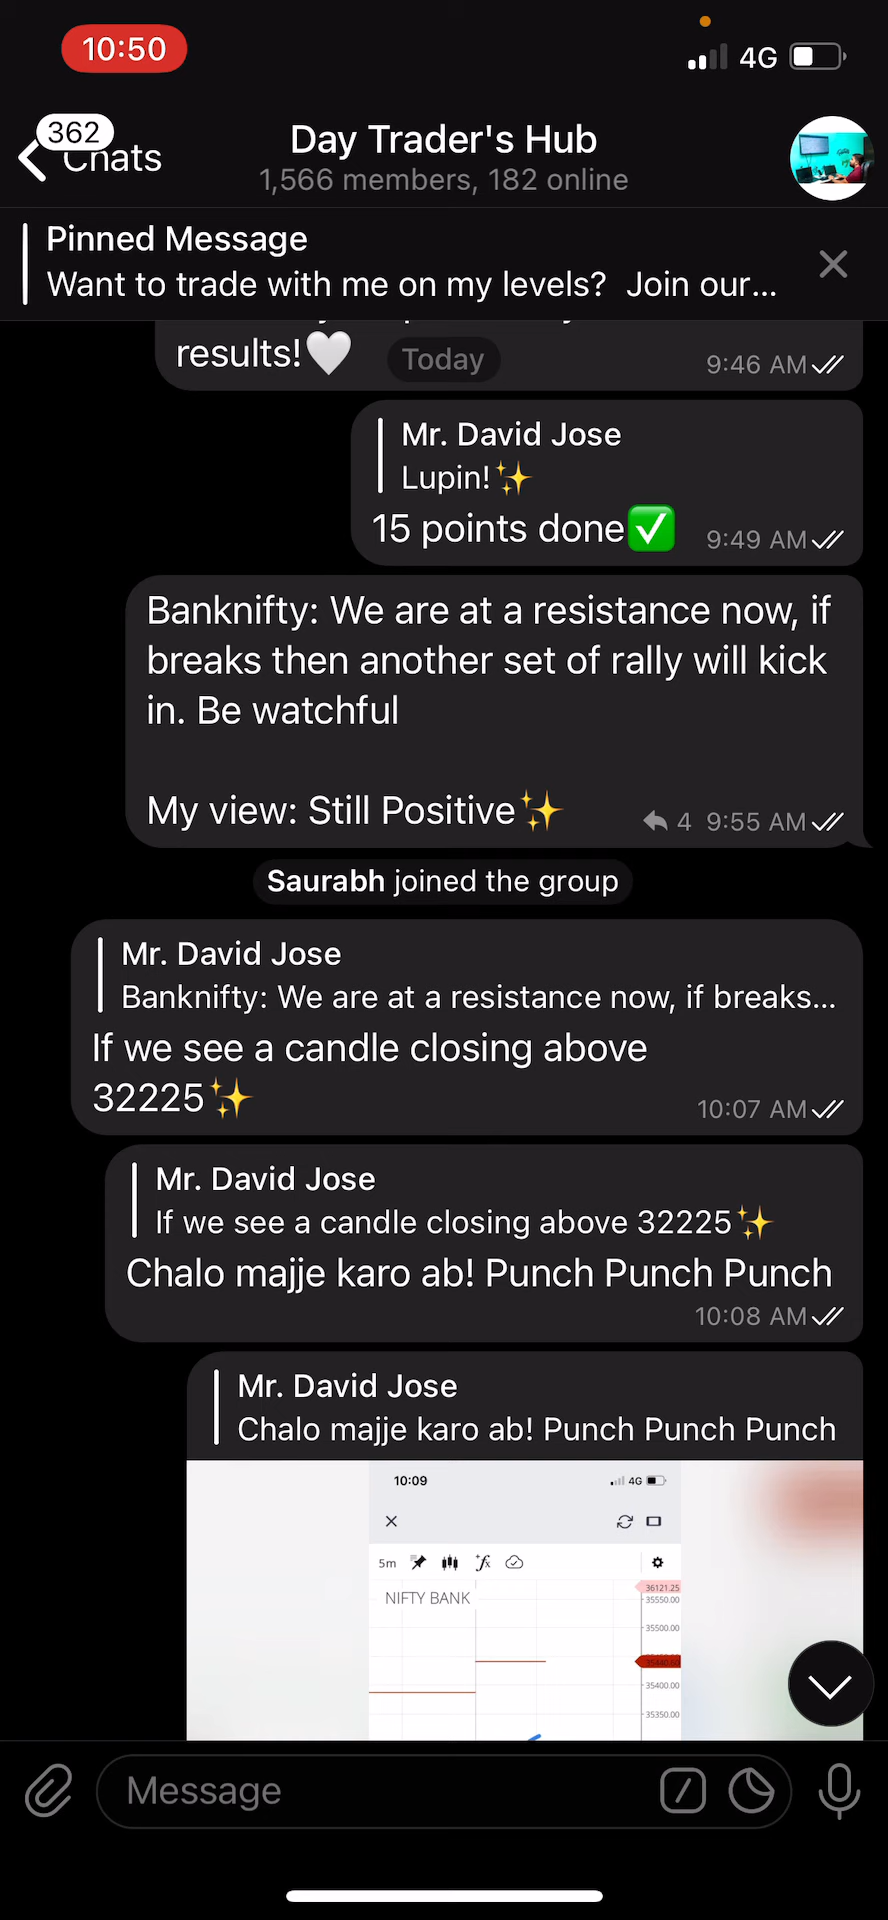 10:50
4G
362
Chats
Day Trader's Hub
1,566 members, 182 online
Pinned Message
Want to trade with me on my levels? Join our...
results!🤍
Today
9:46 AM
Mr. David Jose
Lupin!✨
15 points done✅
9:49 AM
Banknifty: We are at a resistance now, if
breaks then another set of rally will kick
in. Be watchful
My view: Still Positive✨
4 9:55 AM
Saurabh joined the group
Mr. David Jose
Banknifty: We are at a resistance now, if breaks...
If we see a candle closing above
32225✨
10:07 AM
Mr. David Jose
If we see a candle closing above 32225✨
Chalo majje karo ab! Punch Punch Punch
10:08 AM
Mr. David Jose
Chalo majje karo ab! Punch Punch Punch
10:09
4G
5m
NIFTY BANK
36121.25
35550.00
35500.00
35400.00
35350.00
Message